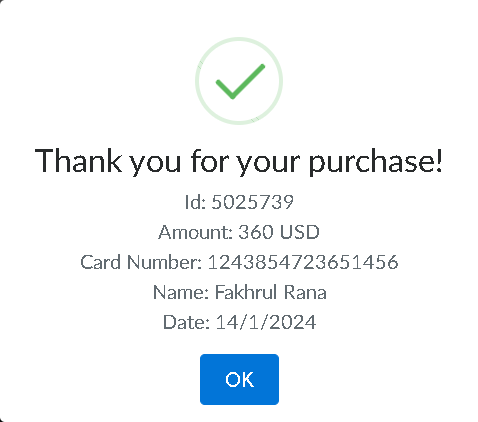 Thank you for your purchase!
Id: 5025739
Amount: 360 USD
Card Number: 1243854723651456
Name: Fakhrul Rana
Date: 14/1/2024
OK